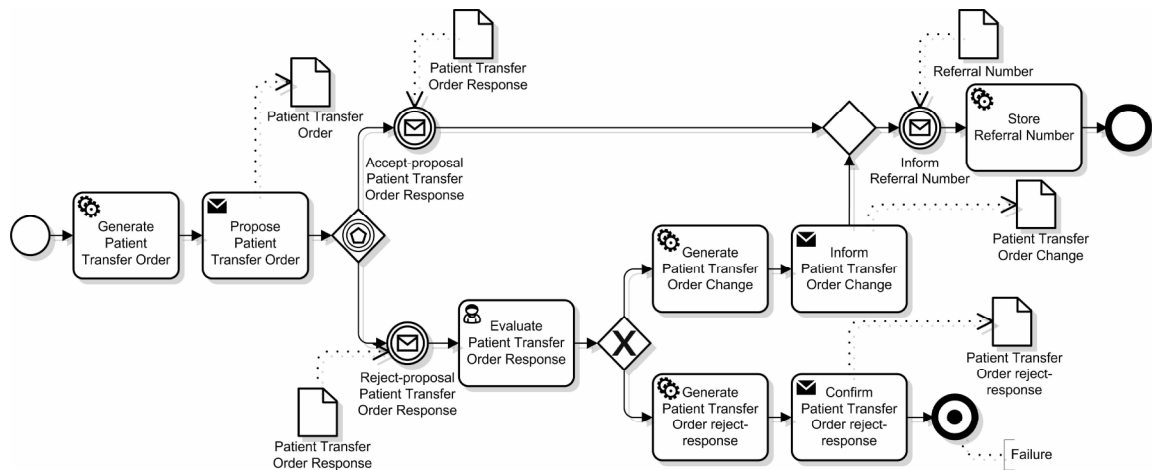 Patient Transfer
Order Response
Referral Number
Patient Transfer
Order
Store
Referral Number
Accept-proposal
Patient Transfer
Order Response
Inform
Referral Number
Generate
Patient
Transfer Order
Propose
Patient
Transfer Order
Patient Transfer
Order Change
Generate
Patient Transfer
Order Change
Inform
Patient Transfer
Order Change
Evaluate
Patient Transfer
Order Response
X
Reject-proposal
Patient Transfer
Order Response
Patient Transfer
Order reject-
response
Generate
Patient Transfer
Order reject-
response
Confirm
Patient Transfer
Order reject-
response
Patient Transfer
Order Response
Failure